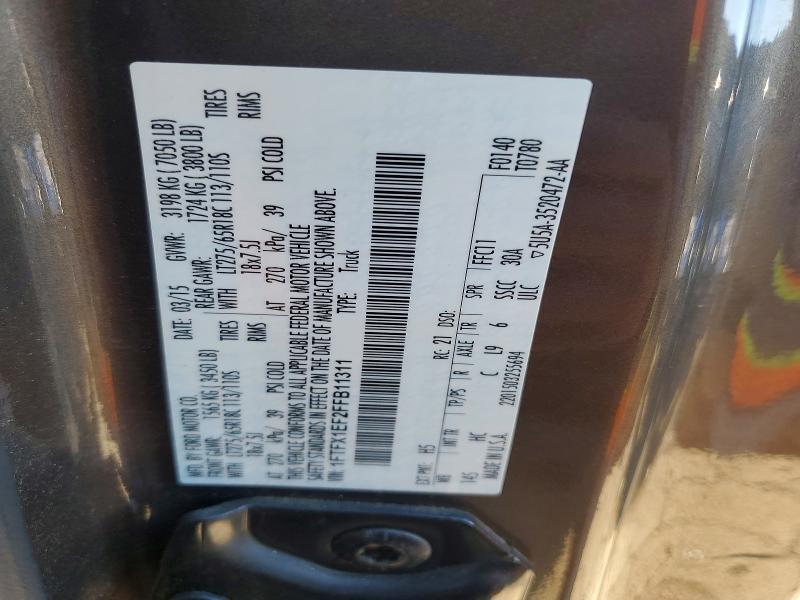 MFD. BY FORD MOTOR CO.
DATE: 03/15 GVWR: 3198 KG ( 7050 LB)
FRONT GAWR: 1565 KG ( 3450 LB) REAR GAWR: 1724 KG ( 3800 LB)
WITH LT275/65R18C 113/110S TIRES WITH LT275/65R18C 113/110S TIRES
18x7.5J RIMS 18x7.5J RIMS
AT 270 kPa/ 39 PSI COLD AT 270 kPa/ 39 PSI COLD
THIS VEHICLE CONFORMS TO ALL APPLICABLE FEDERAL MOTOR VEHICLE
SAFETY STANDARDS IN EFFECT ON THE DATE OF MANUFACTURE SHOWN ABOVE.
VIN: 1FTFX1EF2FFB11311 TYPE: Truck
EXT PNT: H5 RC: 21 DSO: F0140
FFC11 T0780
WB INT TR TP/PS R AXLE TR SPR
145 HC C L9 6 SSCC 3DA
MADE IN U.S.A. 2201503255694 ULC ▽5U5A-3520472-AA